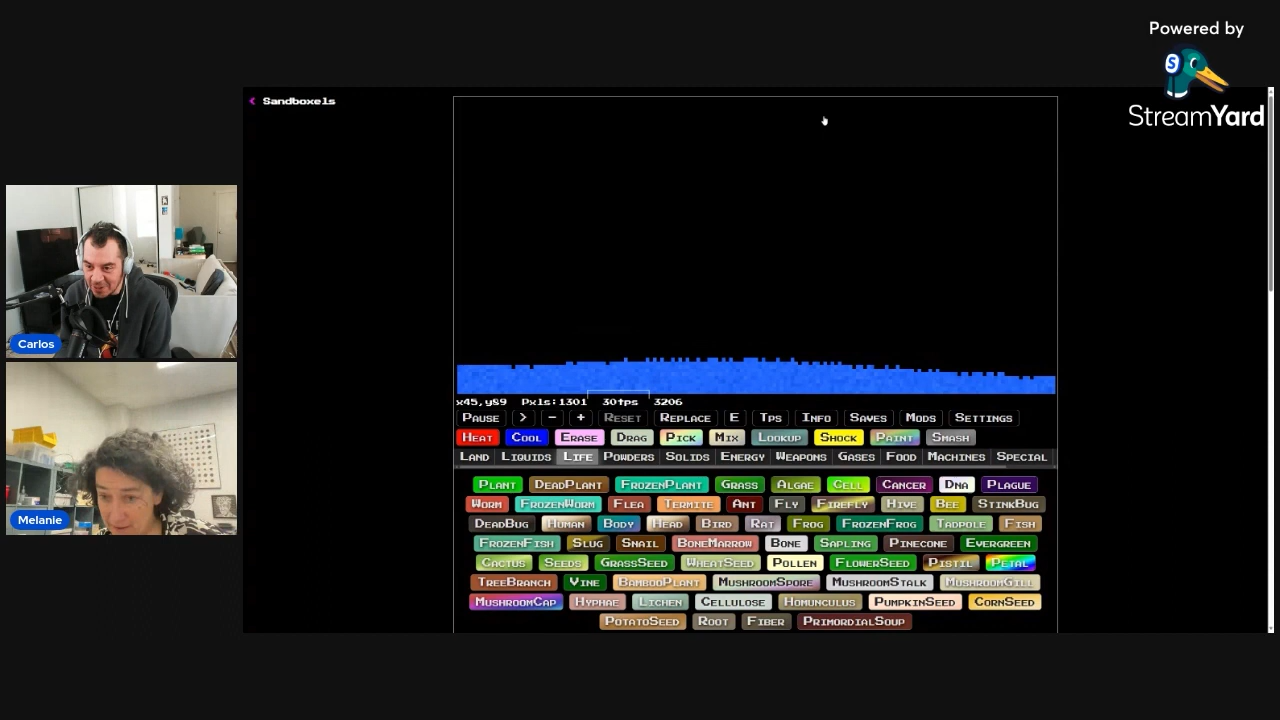 Powered by
StreamYard
< Sandboxels
Carlos
Melanie
x45,y89 Pxls:1301 30tps 3206
PAUSE > - + RESET REPLACE E TPS INFO SAVES MODS SETTINGS
HEAT COOL ERASE DRAG PICK MIX LOOKUP SHOCK PAINT SMASH
LAND LIQUIDS LIFE POWDERS SOLIDS ENERGY WEAPONS GASES FOOD MACHINES SPECIAL
PLANT DEADPLANT FROZENPLANT GRASS ALGAE CELL CANCER DNA PLAGUE
WORM FROZENWORM FLEA TERMITE ANT FLY FIREFLY HIVE BEE STINKBUG
DEADBUG HUMAN BODY HEAD BIRD RAT FROG FROZENFROG TADPOLE FISH
FROZENFISH SLUG SNAIL BONEMARROW BONE SAPLING PINECONE EVERGREEN
CACTUS SEEDS GRASSSEED WHEATSEED POLLEN FLOWERSEED PISTIL PETAL
TREEBRANCH VINE BAMBOOPLANT MUSHROOMSPORE MUSHROOMSTALK MUSHROOMGILL
MUSHROOMCAP HYPHAE LICHEN CELLULOSE HOMUNCULUS PUMPKINSEED CORNSEED
POTATOSEED ROOT FIBER PRIMORDIALSOUP